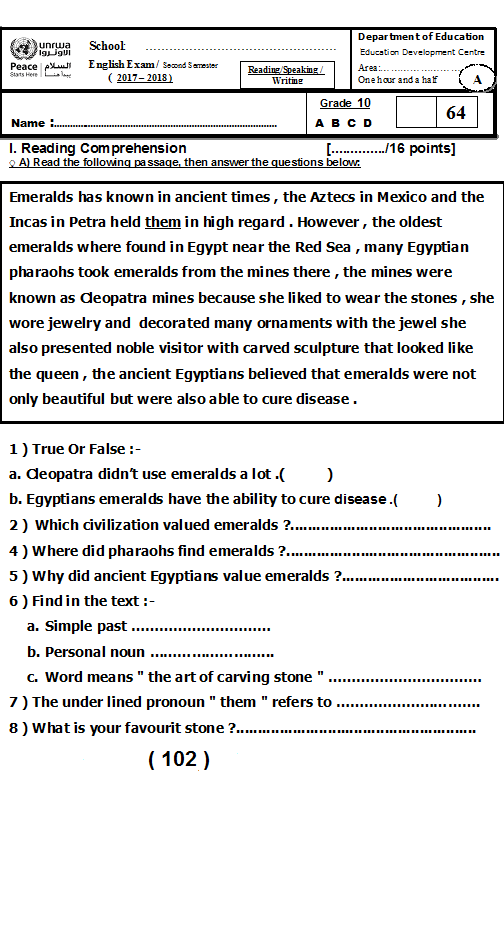 unrwa
الأونروا
Peace السلام
Starts Here يبدأ هنا
School: ……………………………………………
English Exam / Second Semester
( 2017 – 2018 )
Reading/Speaking /
Writing
Department of Education
Education Development Centre
Area:……………………
One hour and a half
A
Name :................................................................................
Grade 10
A B C D
64
I. Reading Comprehension [............./16 points]
○ A) Read the following passage, then answer the questions below:
Emeralds has known in ancient times , the Aztecs in Mexico and the
Incas in Petra held them in high regard . However , the oldest
emeralds where found in Egypt near the Red Sea , many Egyptian
pharaohs took emeralds from the mines there , the mines were
known as Cleopatra mines because she liked to wear the stones , she
wore jewelry and decorated many ornaments with the jewel she
also presented noble visitor with carved sculpture that looked like
the queen , the ancient Egyptians believed that emeralds were not
only beautiful but were also able to cure disease .
1 ) True Or False :-
a. Cleopatra didn’t use emeralds a lot .( )
b. Egyptians emeralds have the ability to cure disease .( )
2 ) Which civilization valued emeralds ?..............................................
4 ) Where did pharaohs find emeralds ?.................................................
5 ) Why did ancient Egyptians value emeralds ?....................................
6 ) Find in the text :-
a. Simple past ................................
b. Personal noun ............................
c. Word means " the art of carving stone " ...................................
7 ) The under lined pronoun " them " refers to .................................
8 ) What is your favourit stone ?.......................................................
( 102 )